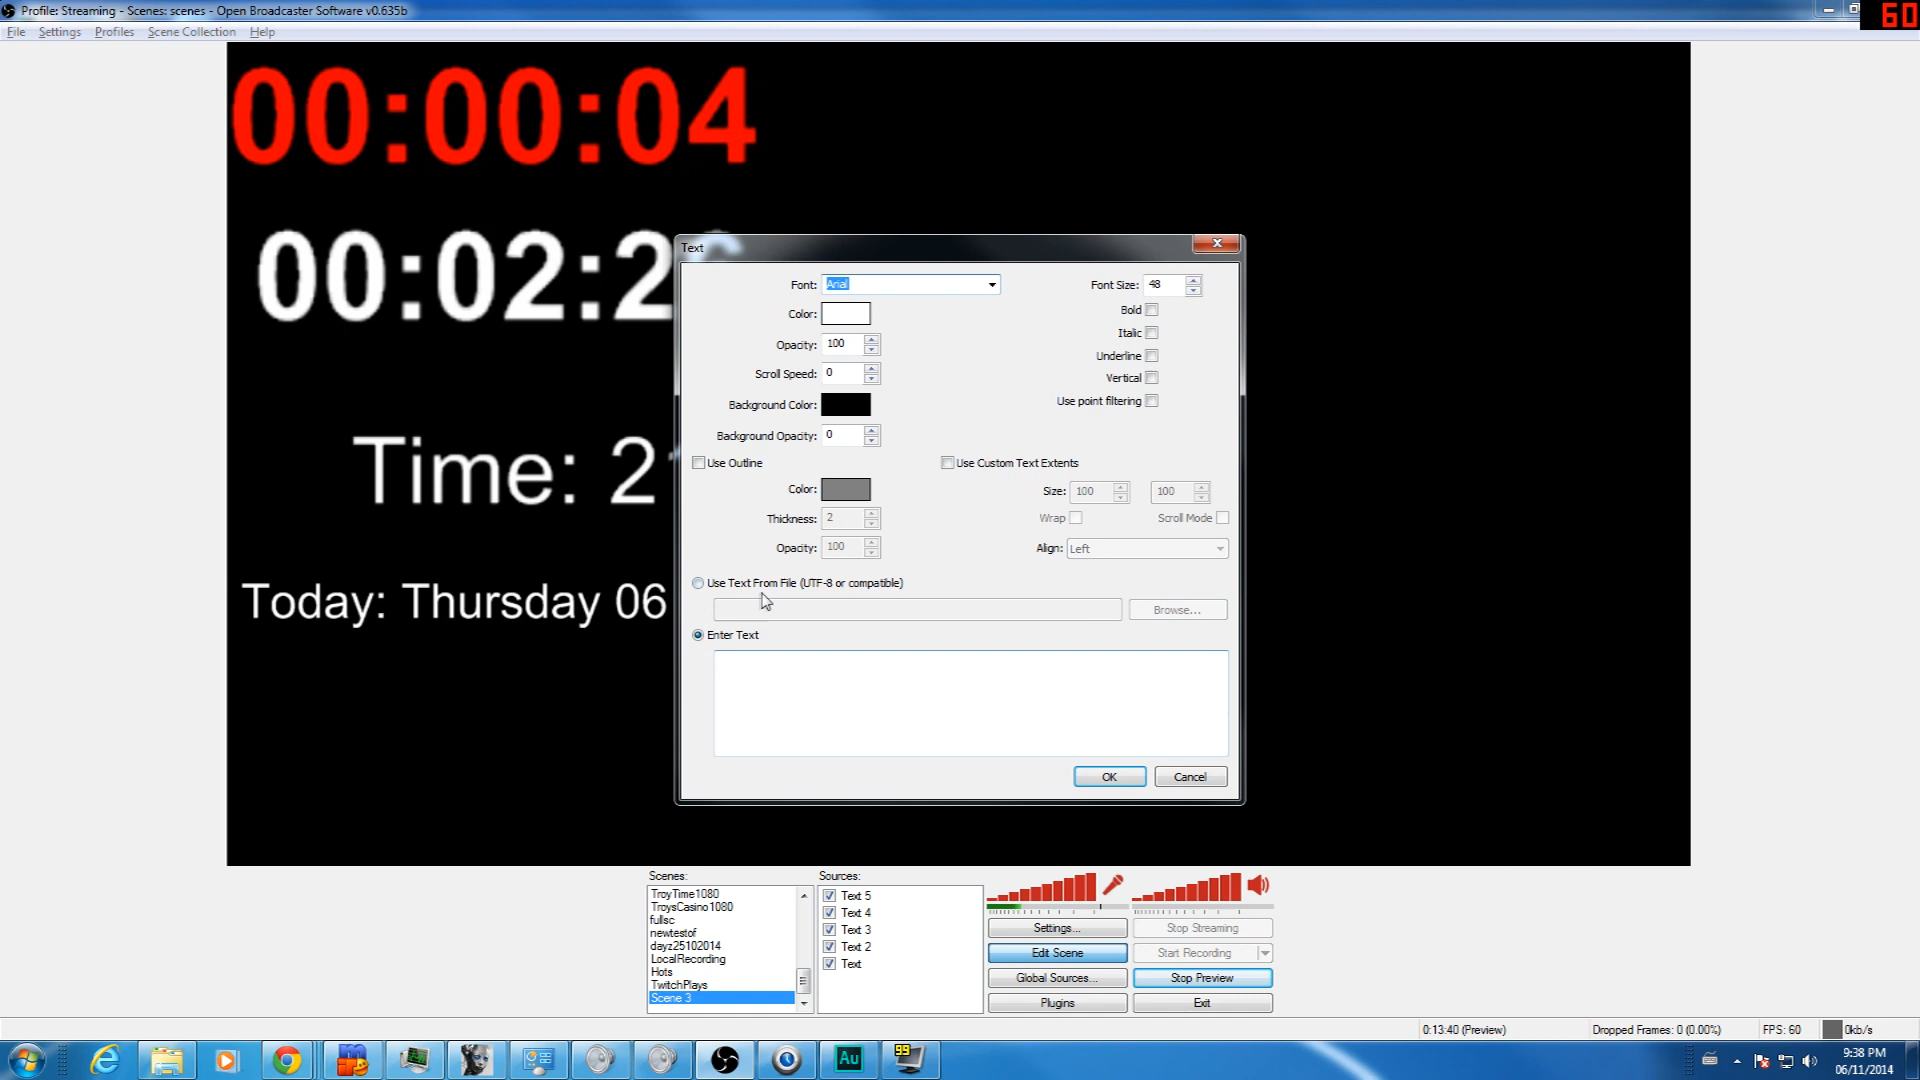 Profile: Streaming - Scenes: scenes - Open Broadcaster Software v0.635b
60
File Settings Profiles Scene Collection Help
00:00:04
00:02:2
Time: 2
Today: Thursday 06
Text
Font: Arial
Font Size: 48
Color:
Bold
Opacity: 100
Italic
Underline
Scroll Speed: 0
Vertical
Background Color:
Use point filtering
Background Opacity: 0
Use Outline
Use Custom Text Extents
Color:
Size: 100 100
Thickness: 2
Wrap
Scroll Mode
Opacity: 100
Align: Left
Use Text From File (UTF-8 or compatible)
Browse...
Enter Text
OK
Cancel
Scenes:
TroyTime1080
TroysCasino1080
fullsc
newtestof
dayz25102014
LocalRecording
Hots
TwitchPlays
Scene 3
Sources:
Text 5
Text 4
Text 3
Text 2
Text
Settings...
Stop Streaming
Edit Scene
Start Recording
Global Sources...
Stop Preview
Plugins
Exit
0:13:40 (Preview)
Dropped Frames: 0 (0.00%)
FPS: 60
0kb/s
Au
99
9:38 PM
06/11/2014